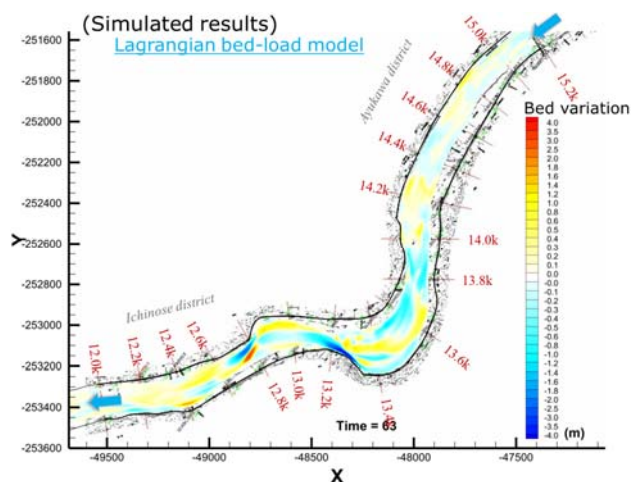 (Simulated results)
Lagrangian bed-load model
-251600
-251800
-252000
-252200
-252400
-252600
-252800
-253000
-253200
-253400
-253600
Y
Ayukawa district
Ichinose district
15.0k
14.8k
14.6k
14.4k
14.2k
15.2k
14.0k
13.8k
13.6k
13.2k
13.0k
12.8k
12.6k
12.4k
12.2k
12.0k
Time = 63
Bed variation
4.0
3.5
3.0
2.5
2.0
1.8
1.6
1.4
1.2
1.0
0.8
0.6
0.4
0.2
0.1
0.0
-0.1
-0.2
-0.4
-0.6
-0.8
-1.0
-1.2
-1.4
-1.6
-1.8
-2.0
-2.5
-3.0
-3.5
-4.0
(m)
-49500
-49000
-48500
-48000
-47500
X